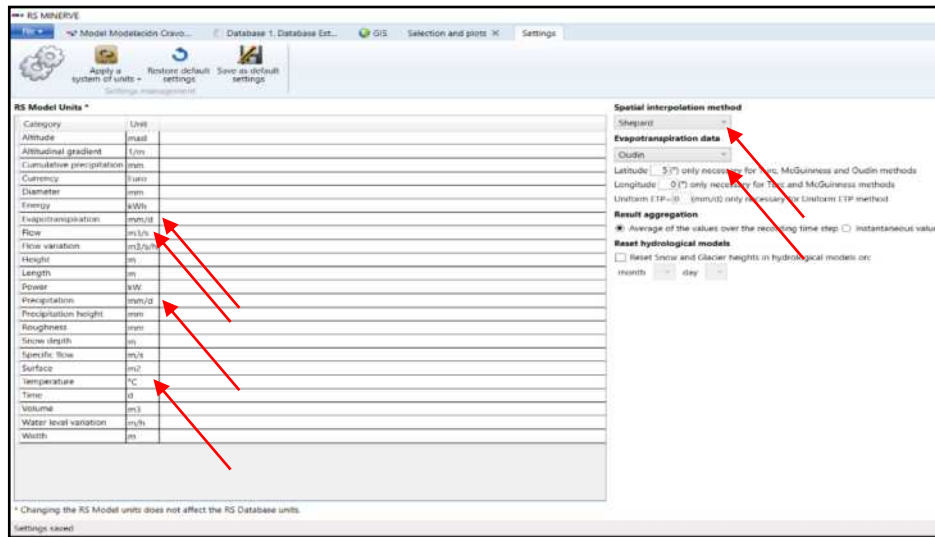 RS MINERVE
File
Model Modelación Cravo...
Database 1. Database Est...
GIS
Selection and plots ×
Settings
Apply a system of units
Restore default settings
Save as default settings
Settings management
RS Model Units *
Category Unit
Altitude masl
Altitudinal gradient 1/m
Cumulative precipitation mm
Currency Euro
Diameter mm
Energy kWh
Evapotranspiration mm/d
Flow m3/s
Flow variation m3/s/h
Height m
Length m
Power kW
Precipitation mm/d
Precipitation height mm
Roughness mm
Snow depth m
Specific flow m/s
Surface m2
Temperature °C
Time d
Volume m3
Water level variation m/h
Width m
* Changing the RS Model units does not affect the RS Database units.
Settings saved
Spatial interpolation method
Shepard
Evapotranspiration data
Oudin
Latitude 5 (°) only necessary for Turc, McGuinness and Oudin methods
Longitude 0 (°) only necessary for Turc and McGuinness methods
Uniform ETP= 0 (mm/d) only necessary for Uniform ETP method
Result aggregation
Average of the values over the recording time step
Instantaneous valu
Reset hydrological models
Reset Snow and Glacier heights in hydrological models on:
month day